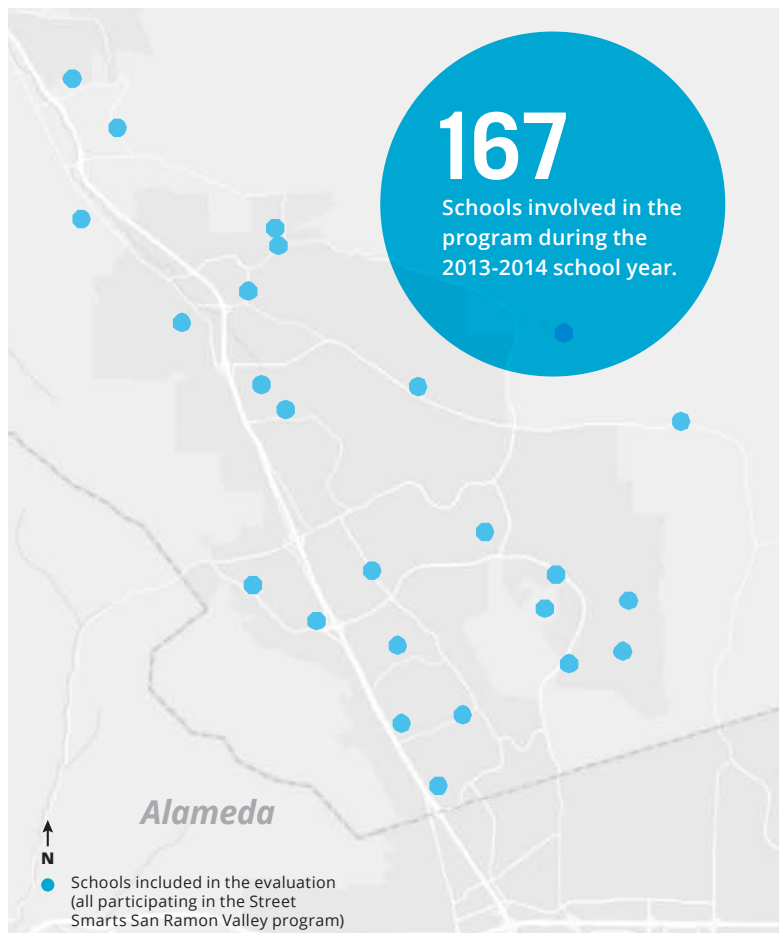 167
Schools involved in the
program during the
2013-2014 school year.
Alameda
N
Schools included in the evaluation
(all participating in the Street
Smarts San Ramon Valley program)